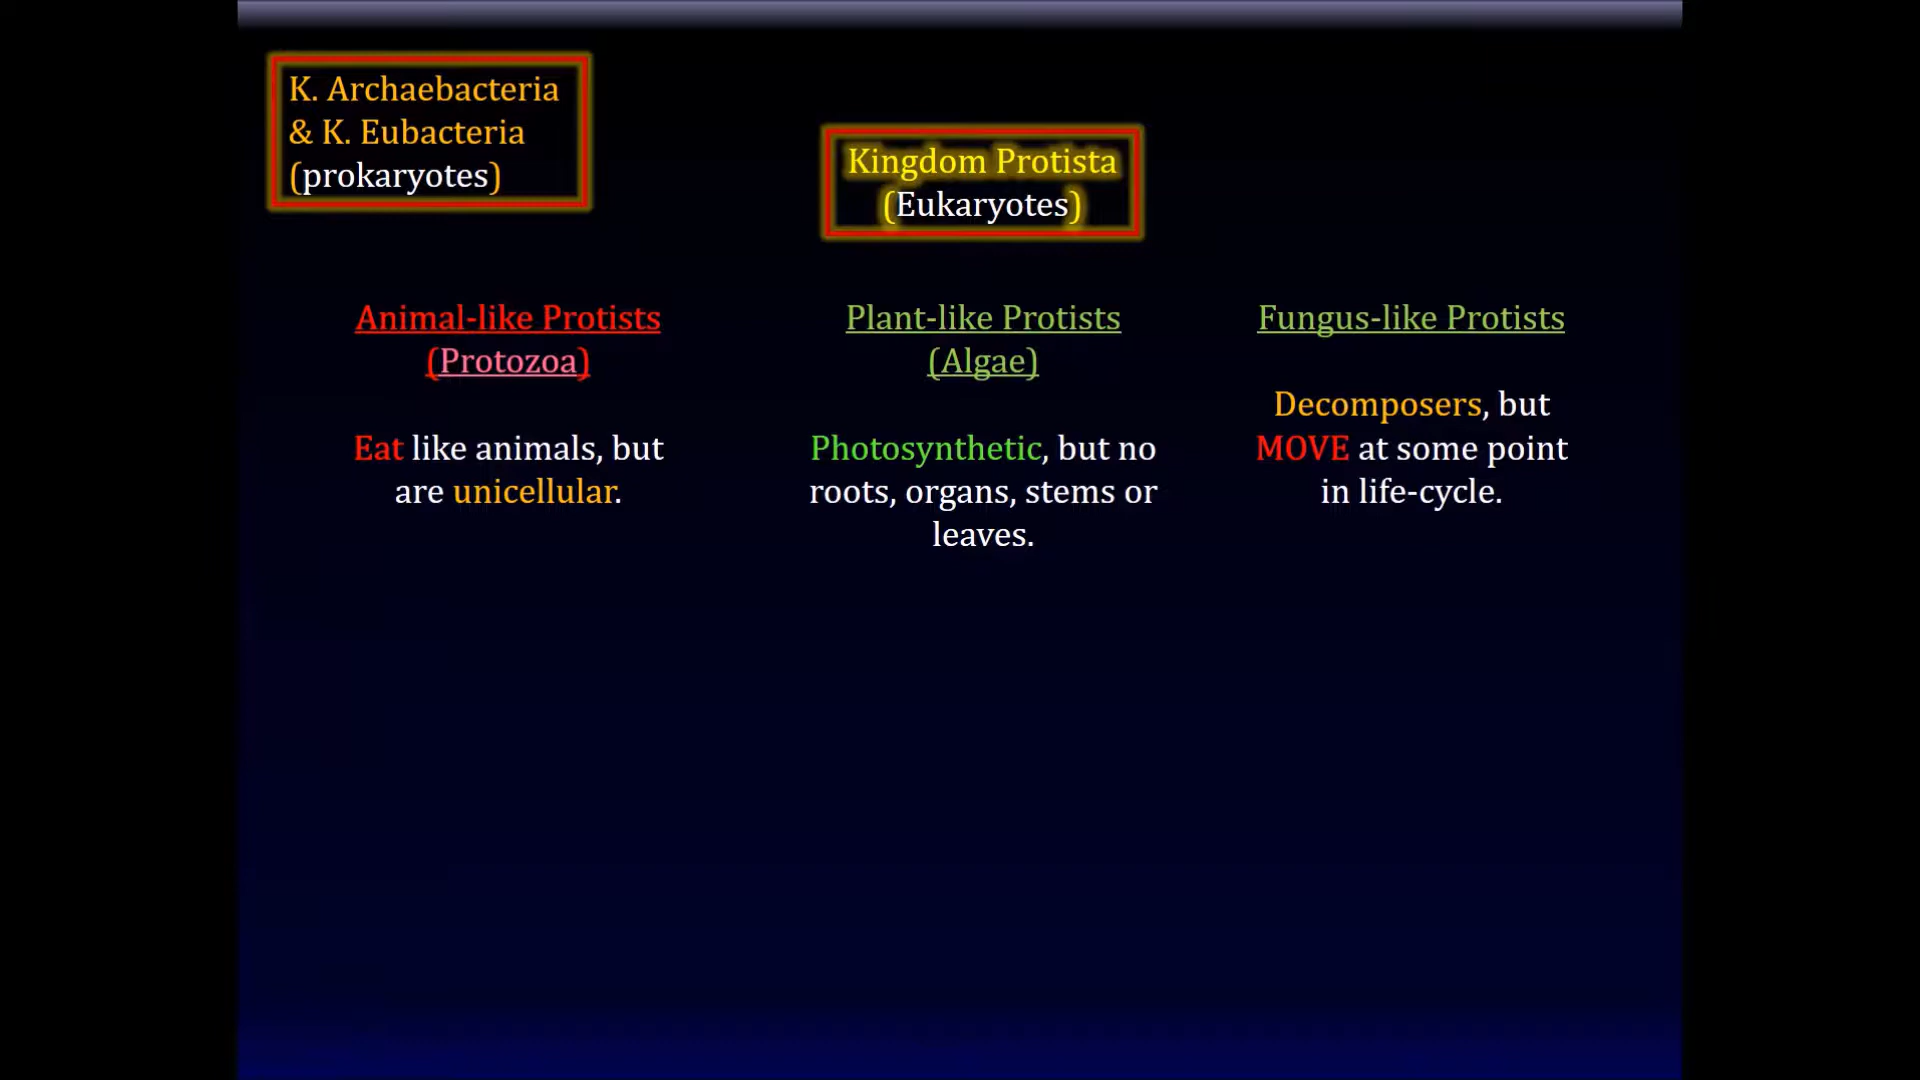 K. Archaebacteria
& K. Eubacteria
(prokaryotes)
Kingdom Protista
(Eukaryotes)
Animal-like Protists
(Protozoa)
Eat like animals, but
are unicellular.
Plant-like Protists
(Algae)
Photosynthetic, but no
roots, organs, stems or
leaves.
Fungus-like Protists
Decomposers, but
MOVE at some point
in life-cycle.